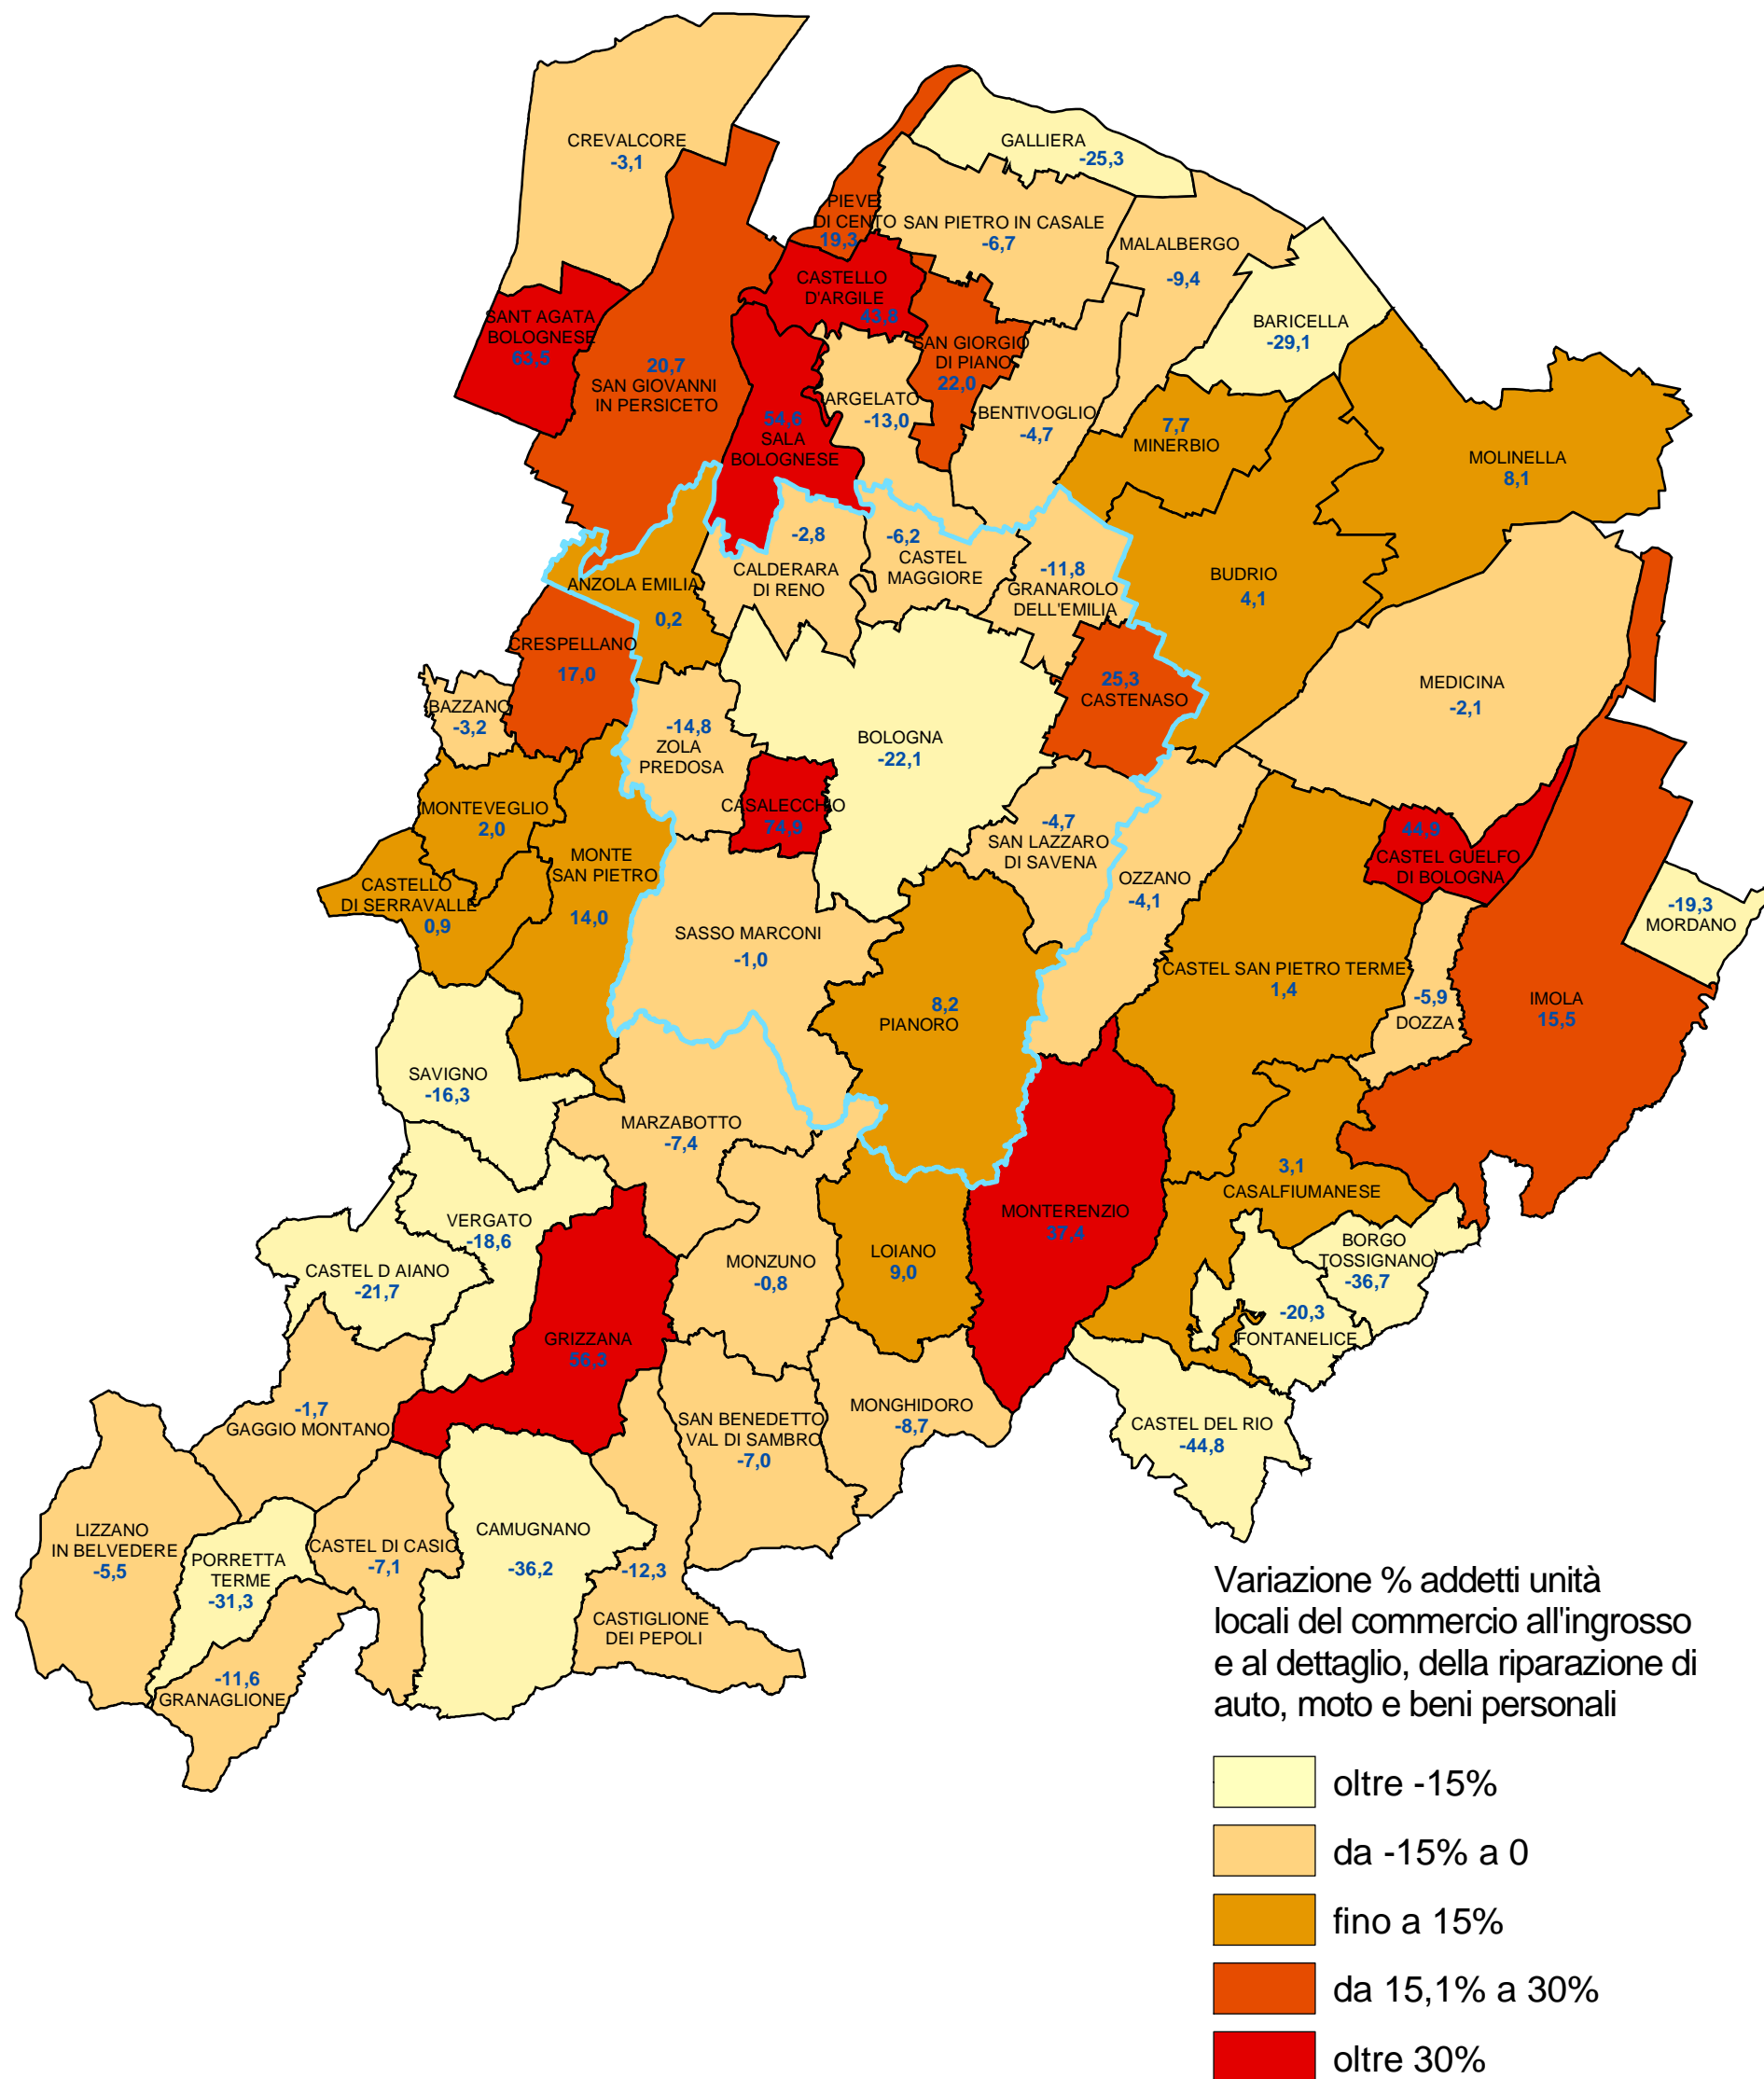 CREVALCORE
-3,1
GALLIERA
-25,3
PIEVE
DI CENTO
19,3
SAN PIETRO IN CASALE
-6,7
MALALBERGO
-9,4
CASTELLO
D'ARGILE
43,8
SANT AGATA
BOLOGNESE
63,5
BARICELLA
-29,1
20,7
SAN GIOVANNI
IN PERSICETO
SAN GIORGIO
DI PIANO
22,0
ARGELATO
-13,0
BENTIVOGLIO
-4,7
54,6
SALA
BOLOGNESE
7,7
MINERBIO
MOLINELLA
8,1
-2,8
CALDERARA
DI RENO
-6,2
CASTEL
MAGGIORE
-11,8
GRANAROLO
DELL'EMILIA
BUDRIO
4,1
ANZOLA EMILIA
0,2
CRESPELLANO
17,0
25,3
CASTENASO
MEDICINA
-2,1
BAZZANO
-3,2
-14,8
ZOLA
PREDOSA
BOLOGNA
-22,1
MONTEVEGLIO
2,0
CASALECCHIO
74,9
-4,7
SAN LAZZARO
DI SAVENA
44,9
CASTEL GUELFO
DI BOLOGNA
MONTE
SAN PIETRO
14,0
CASTELLO
DI SERRAVALLE
0,9
OZZANO
-4,1
-19,3
MORDANO
SASSO MARCONI
-1,0
CASTEL SAN PIETRO TERME
1,4
-5,9
DOZZA
IMOLA
15,5
8,2
PIANORO
SAVIGNO
-16,3
MARZABOTTO
-7,4
3,1
CASALFIUMANESE
MONTERENZIO
37,4
VERGATO
-18,6
LOIANO
9,0
BORGO
TOSSIGNANO
-36,7
CASTEL D AIANO
-21,7
MONZUNO
-0,8
-20,3
FONTANELICE
GRIZZANA
56,3
-1,7
GAGGIO MONTANO
SAN BENEDETTO
VAL DI SAMBRO
-7,0
MONGHIDORO
-8,7
CASTEL DEL RIO
-44,8
LIZZANO
IN BELVEDERE
-5,5
PORRETTA
TERME
-31,3
CASTEL DI CASIO
-7,1
CAMUGNANO
-36,2
-12,3
CASTIGLIONE
DEI PEPOLI
-11,6
GRANAGLIONE
Variazione % addetti unità
locali del commercio all'ingrosso
e al dettaglio, della riparazione di
auto, moto e beni personali
oltre -15%
da -15% a 0
fino a 15%
da 15,1% a 30%
oltre 30%